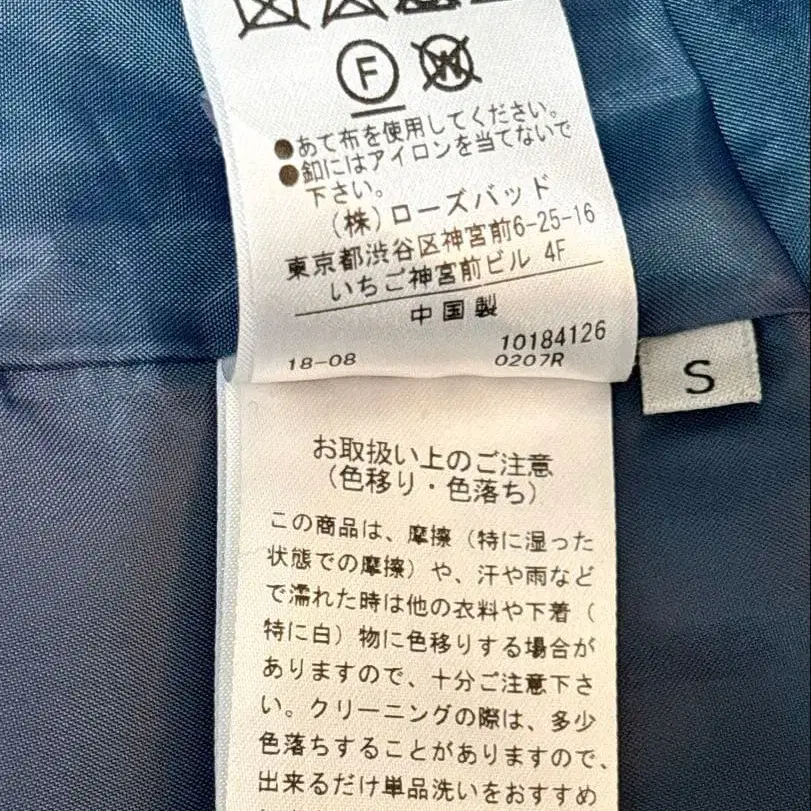 F
W
●あて布を使用してください。
●釦にはアイロンを当てないで
下さい。
(株)ローズバッド
東京都渋谷区神宮前6-25-16
いちご神宮前ビル 4F
中国製
10184126
18-08 0207R
S
お取扱い上のご注意
(色移り・色落ち)
この商品は、摩擦(特に湿った
状態での摩擦)や、汗や雨など
で濡れた時は他の衣料や下着(
特に白)物に色移りする場合が
ありますので、十分ご注意下さ
い。クリーニングの際は、多少
色落ちすることがありますので、
出来るだけ単品洗いをおすすめ